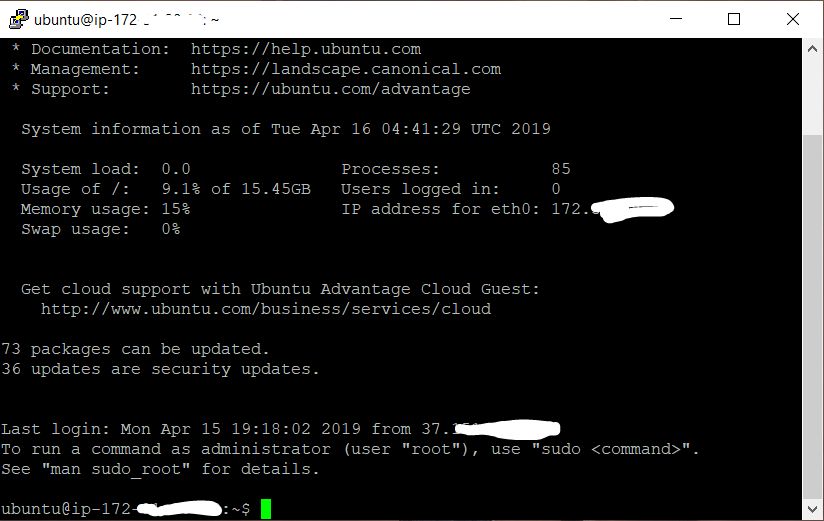 ubuntu@ip-172 : ~
* Documentation:  https://help.ubuntu.com
* Management:     https://landscape.canonical.com
* Support:        https://ubuntu.com/advantage
System information as of Tue Apr 16 04:41:29 UTC 2019
System load:  0.0               Processes:           85
Usage of /:   9.1% of 15.45GB   Users logged in:     0
Memory usage: 15%               IP address for eth0: 172.
Swap usage:   0%
Get cloud support with Ubuntu Advantage Cloud Guest:
http://www.ubuntu.com/business/services/cloud
73 packages can be updated.
36 updates are security updates.
Last login: Mon Apr 15 19:18:02 2019 from 37.
To run a command as administrator (user "root"), use "sudo <command>".
See "man sudo_root" for details.
ubuntu@ip-172- :~$